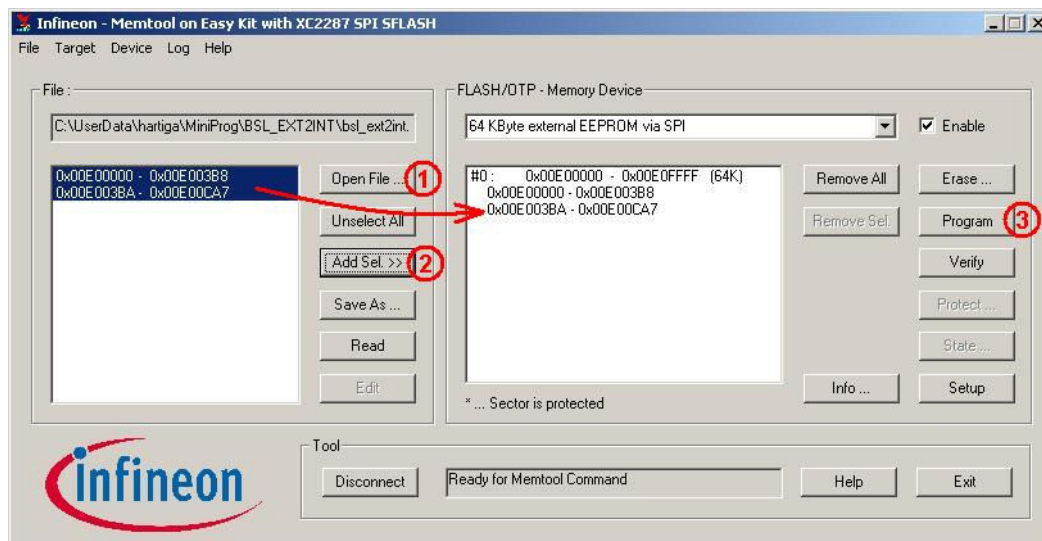 Infineon - Memtool on Easy Kit with XC2287 SPI SFLASH
File Target Device Log Help
File :
C:\UserData\hartiga\MiniProg\BSL_EXT2INT\bsl_ext2int.
0x00E00000 - 0x00E003B8
0x00E003BA - 0x00E00CA7
Open File ... 1
Unselect All
Add Sel. >> 2
Save As ...
Read
Edit
FLASH/OTP - Memory Device
64 KByte external EEPROM via SPI
Enable
#0 : 0x00E00000 - 0x00E0FFFF (64K)
0x00E00000 - 0x00E003B8
0x00E003BA - 0x00E00CA7
* ... Sector is protected
Remove All
Remove Sel.
Info ...
Erase ...
Program 3
Verify
Protect ...
State ...
Setup
infineon
Tool
Disconnect
Ready for Memtool Command
Help
Exit